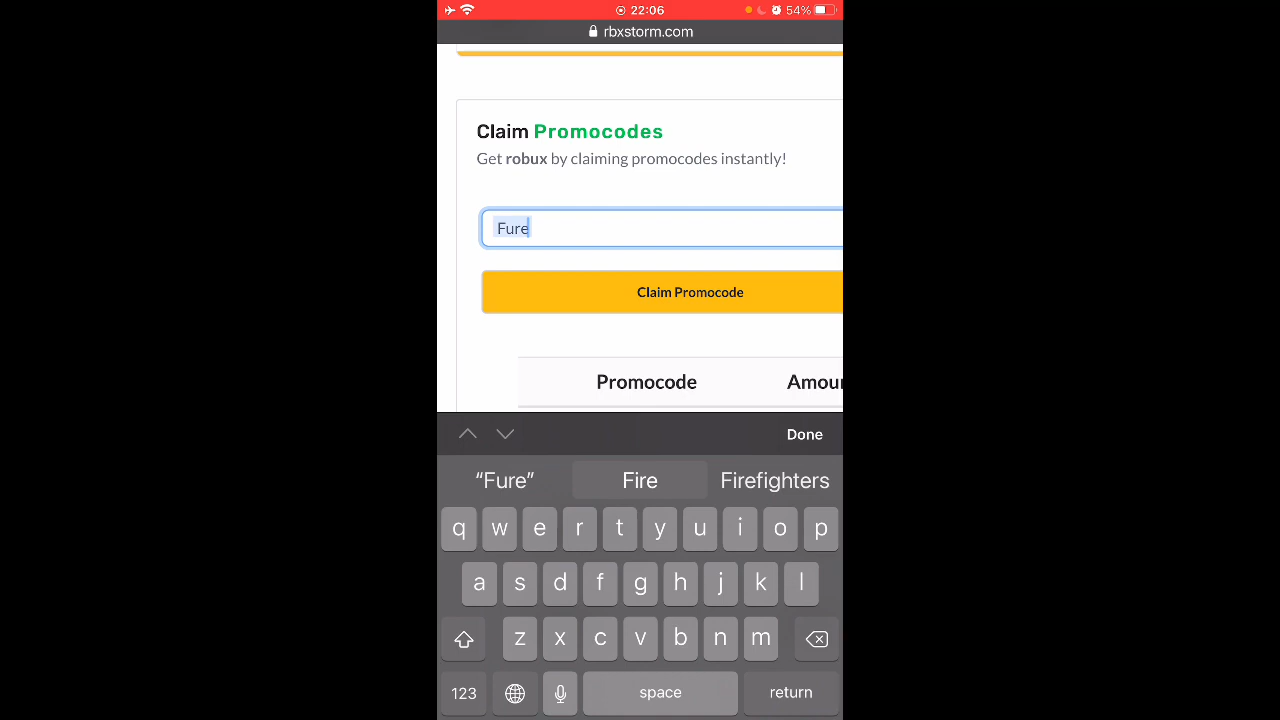 22:06
54%
rbxstorm.com
Claim Promocodes
Get robux by claiming promocodes instantly!
Fure
Claim Promocode
Promocode Amou
Done
“Fure” Fire Firefighters
q w e r t y u i o p
a s d f g h j k l
z x c v b n m
123 space return